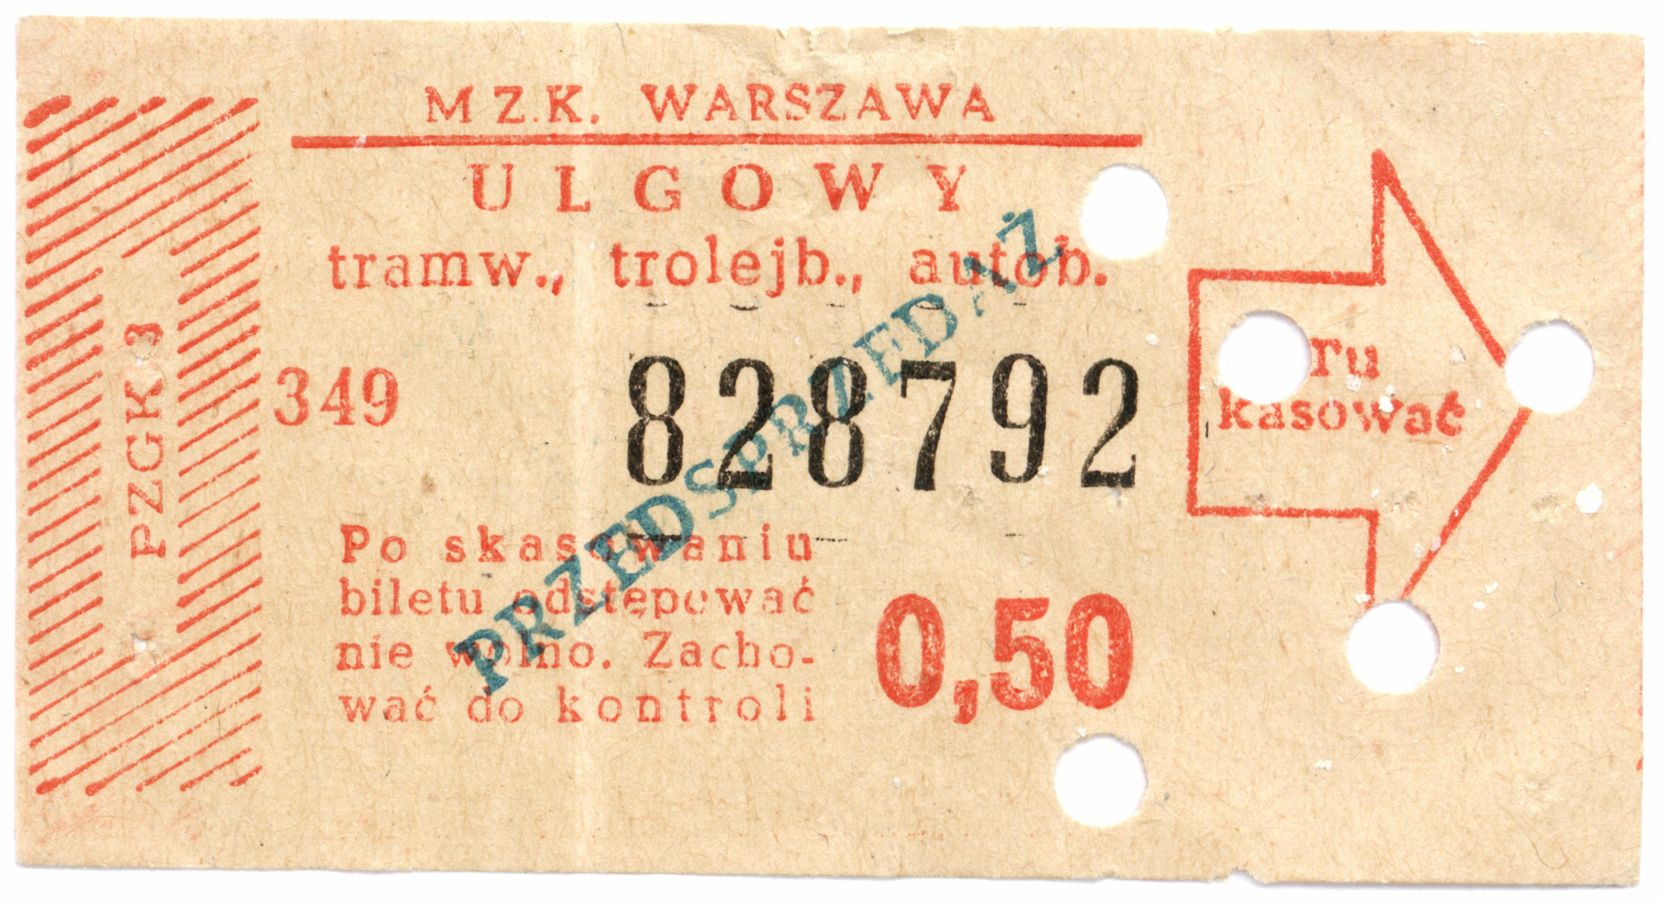 M Z.K. WARSZAWA
ULGOWY
tramw., trolejb., autob.
349
828792
PRZEDSPRZEDAŻ
PZGK 3
Tu
kasować
Po skasowaniu
biletu odstępować
nie wolno. Zacho-
wać do kontroli
0,50